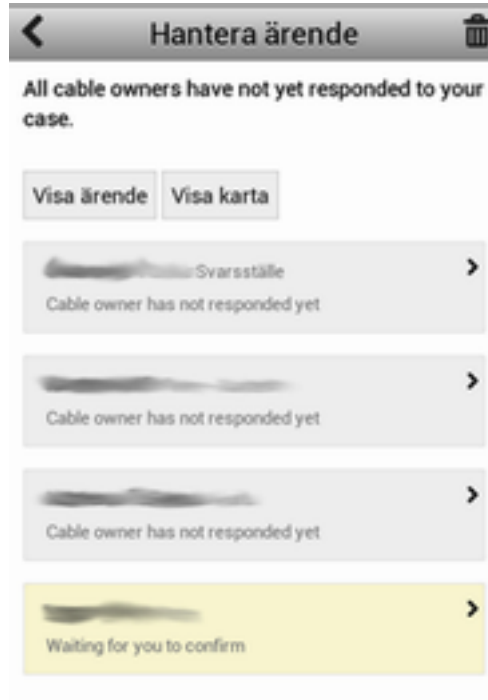 Hantera ärende
All cable owners have not yet responded to your
case.
Visa ärende Visa karta
Svarsställe
Cable owner has not responded yet
Cable owner has not responded yet
Cable owner has not responded yet
Waiting for you to confirm